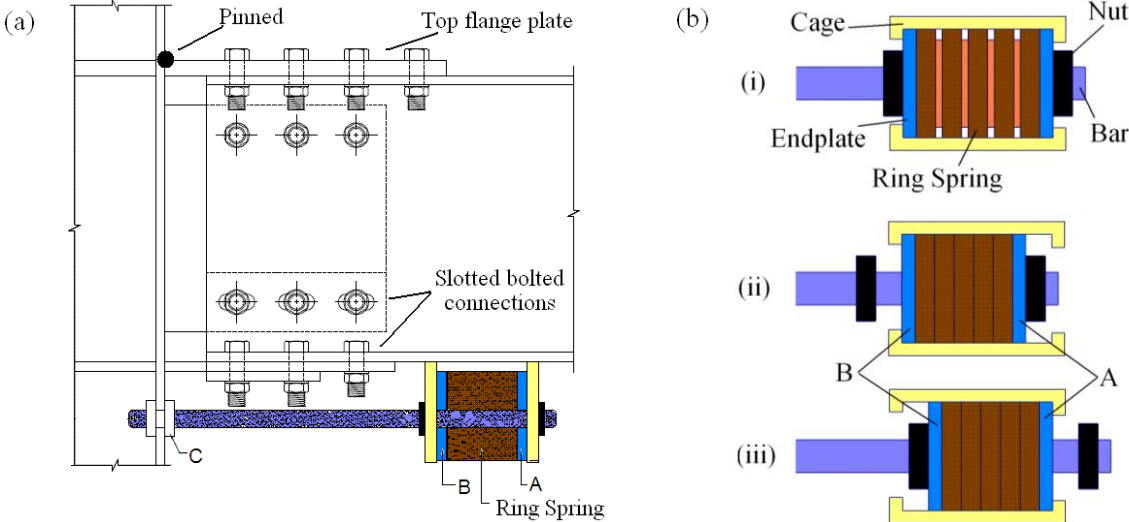 (a)
Pinned
Top flange plate
Slotted bolted
connections
C
B
A
Ring Spring
(b)
Cage
Nut
(i)
Endplate
Bar
Ring Spring
(ii)
B
A
(iii)